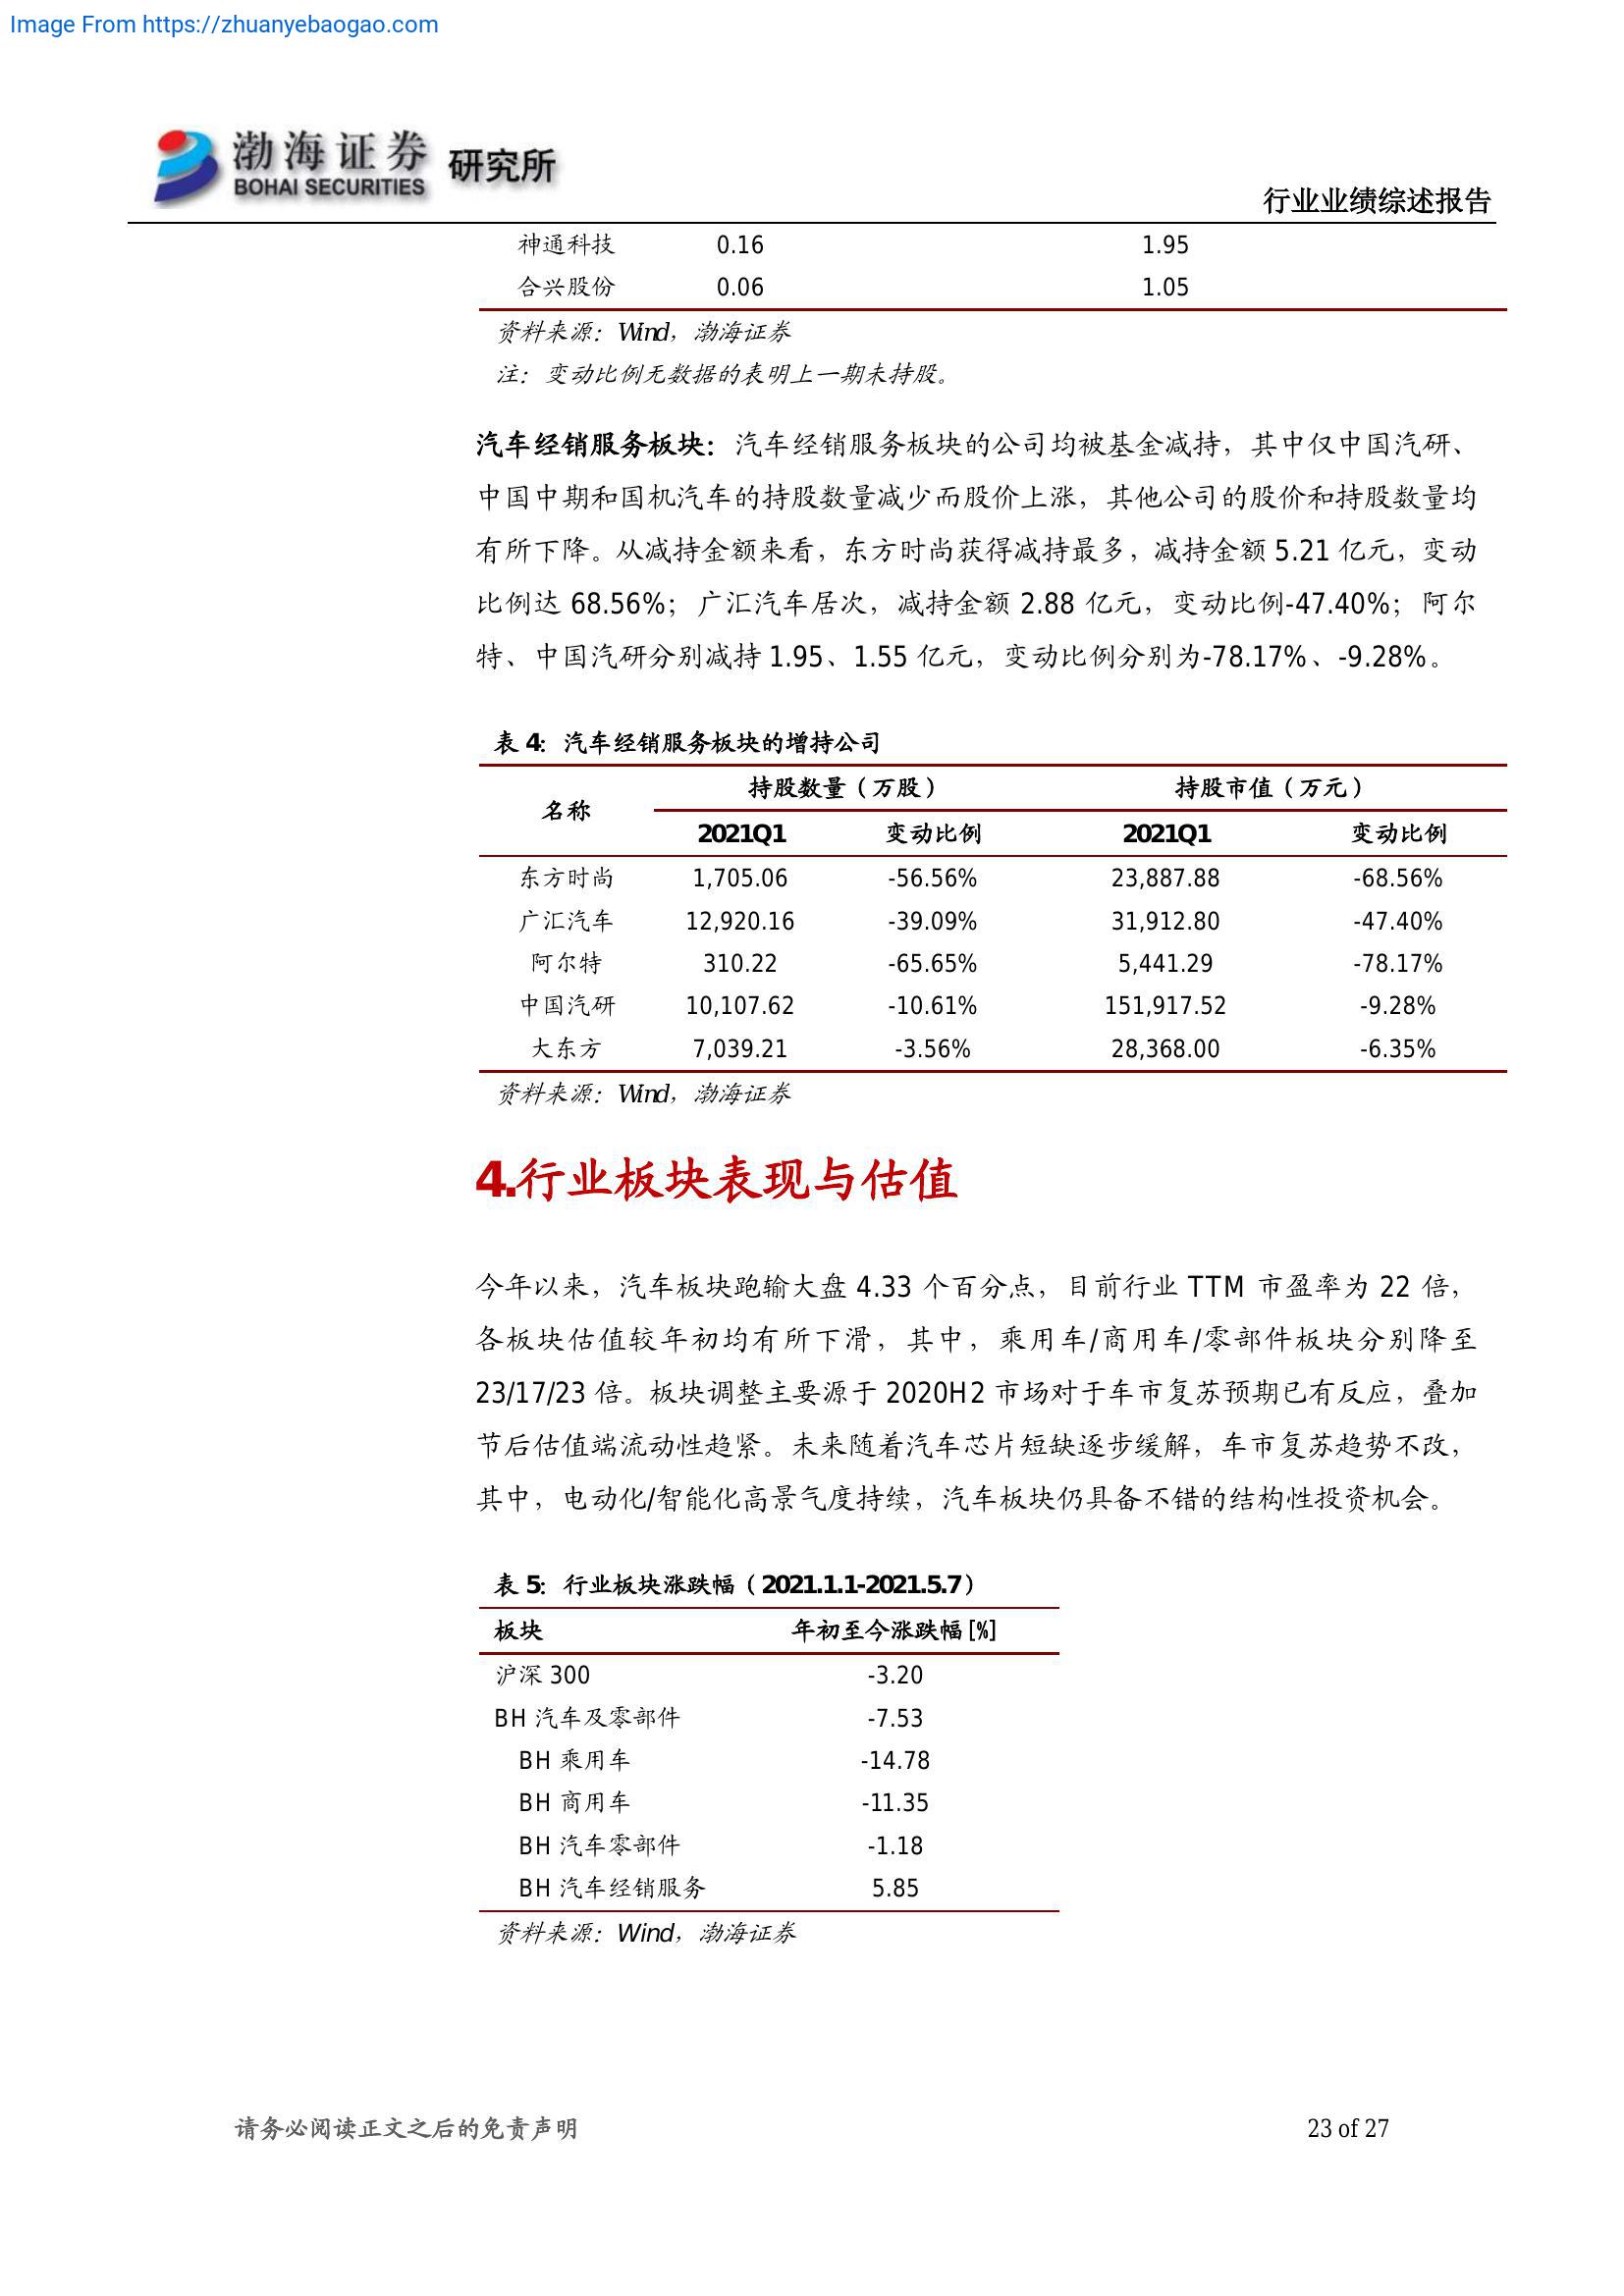 Image From https://zhuanyebaogao.com
渤海证券 研究所
BOHAI SECURITIES
行业业绩综述报告
神通科技 0.16 1.95
合兴股份 0.06 1.05
资料来源：Wind，渤海证券
注：变动比例无数据的表明上一期未持股。
汽车经销服务板块：汽车经销服务板块的公司均被基金减持，其中仅中国汽研、
中国中期和国机汽车的持股数量减少而股价上涨，其他公司的股价和持股数量均
有所下降。从减持金额来看，东方时尚获得减持最多，减持金额 5.21 亿元，变动
比例达 68.56%；广汇汽车居次，减持金额 2.88 亿元，变动比例-47.40%；阿尔
特、中国汽研分别减持 1.95、1.55 亿元，变动比例分别为-78.17%、-9.28%。
表 4：汽车经销服务板块的增持公司
名称 持股数量（万股） 持股市值（万元）
2021Q1 变动比例 2021Q1 变动比例
东方时尚 1,705.06 -56.56% 23,887.88 -68.56%
广汇汽车 12,920.16 -39.09% 31,912.80 -47.40%
阿尔特 310.22 -65.65% 5,441.29 -78.17%
中国汽研 10,107.62 -10.61% 151,917.52 -9.28%
大东方 7,039.21 -3.56% 28,368.00 -6.35%
资料来源：Wind，渤海证券
4.行业板块表现与估值
今年以来，汽车板块跑输大盘 4.33 个百分点，目前行业 TTM 市盈率为 22 倍，
各板块估值较年初均有所下滑，其中，乘用车/商用车/零部件板块分别降至
23/17/23 倍。板块调整主要源于 2020H2 市场对于车市复苏预期已有反应，叠加
节后估值端流动性趋紧。未来随着汽车芯片短缺逐步缓解，车市复苏趋势不改，
其中，电动化/智能化高景气度持续，汽车板块仍具备不错的结构性投资机会。
表 5：行业板块涨跌幅（2021.1.1-2021.5.7）
板块 年初至今涨跌幅[%]
沪深 300 -3.20
BH 汽车及零部件 -7.53
BH 乘用车 -14.78
BH 商用车 -11.35
BH 汽车零部件 -1.18
BH 汽车经销服务 5.85
资料来源：Wind，渤海证券
请务必阅读正文之后的免责声明 23 of 27